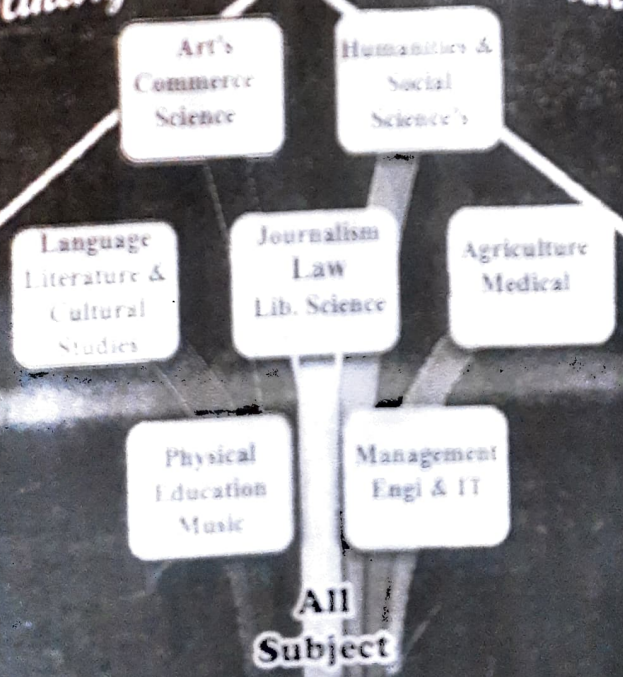 Art's
Commerce
Science
Humanities &
Social
Science's
Language
Literature &
Cultural
Studies
Journalism
Law
Lib. Science
Agriculture
Medical
Physical
Education
Music
Management
Engi & IT
All
Subject